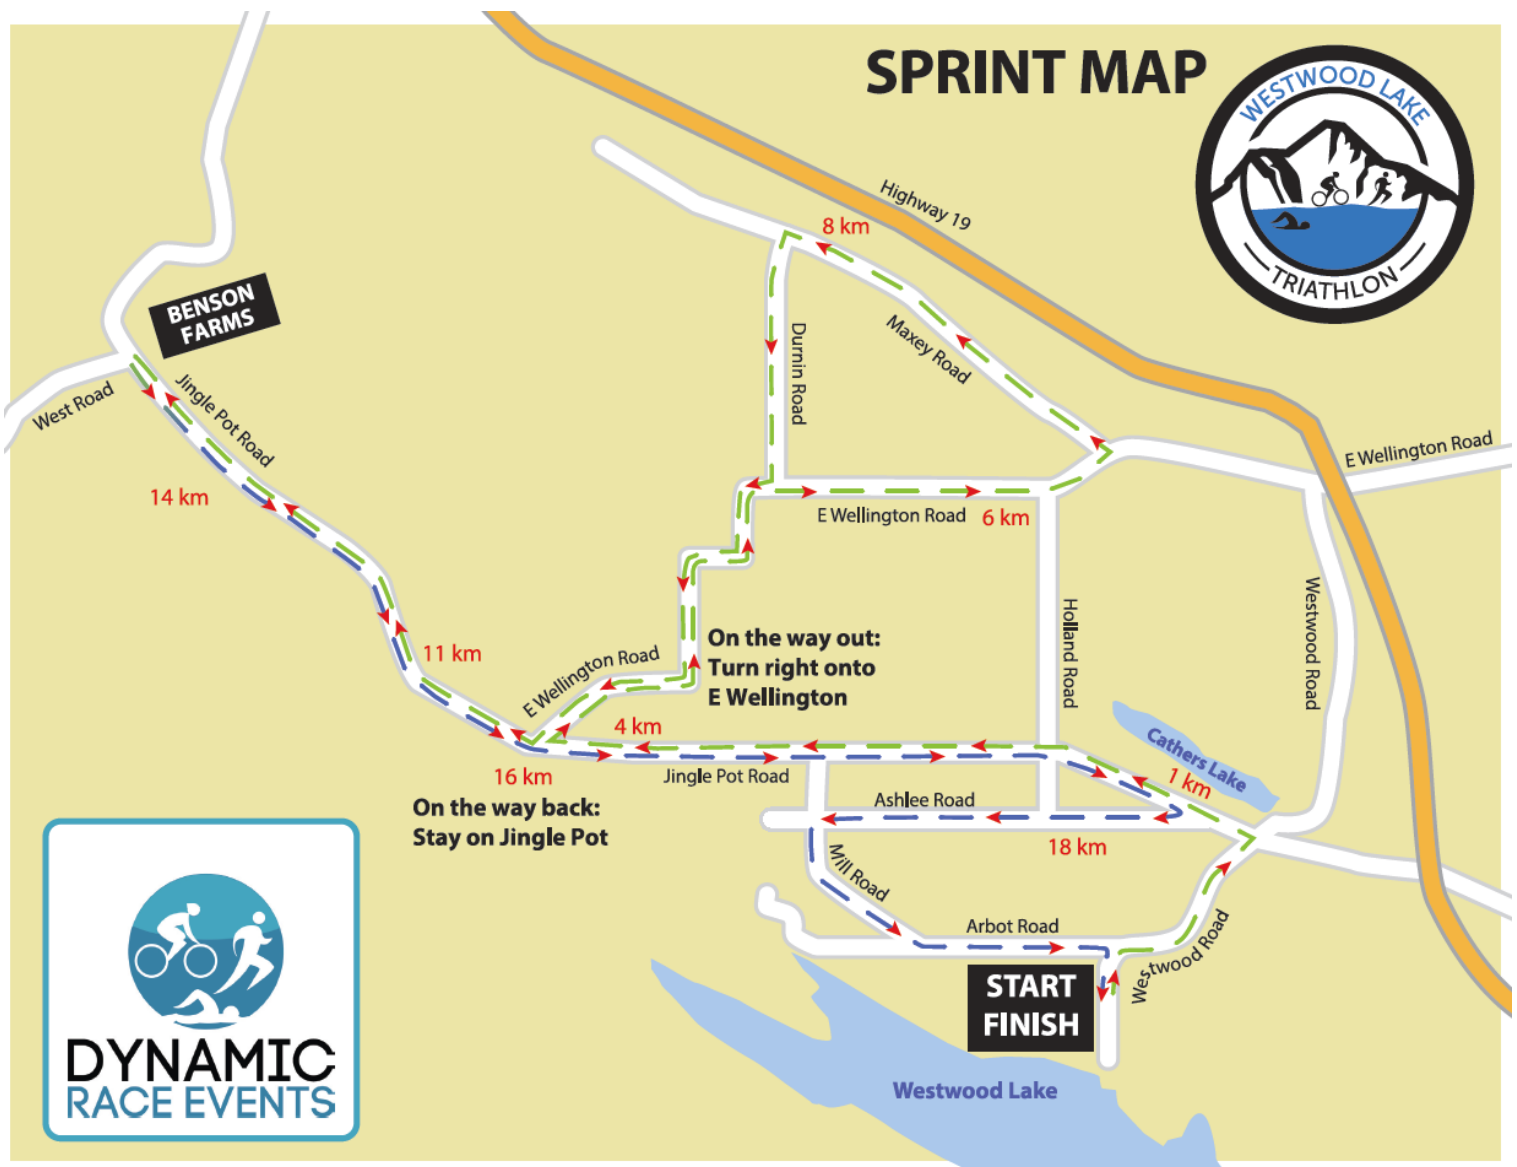 SPRINT MAP
WESTWOOD LAKE
TRIATHLON
Highway 19
8 km
BENSON
FARMS
Durnin Road
Maxey Road
West Road
Jingle Pot Road
E Wellington Road
14 km
E Wellington Road
6 km
Holland Road
Westwood Road
11 km
E Wellington Road
On the way out:
Turn right onto
E Wellington
4 km
Cathers Lake
1 km
16 km
Jingle Pot Road
On the way back:
Stay on Jingle Pot
Ashlee Road
18 km
Mill Road
Arbot Road
Westwood Road
START
FINISH
Westwood Lake
DYNAMIC
RACE EVENTS